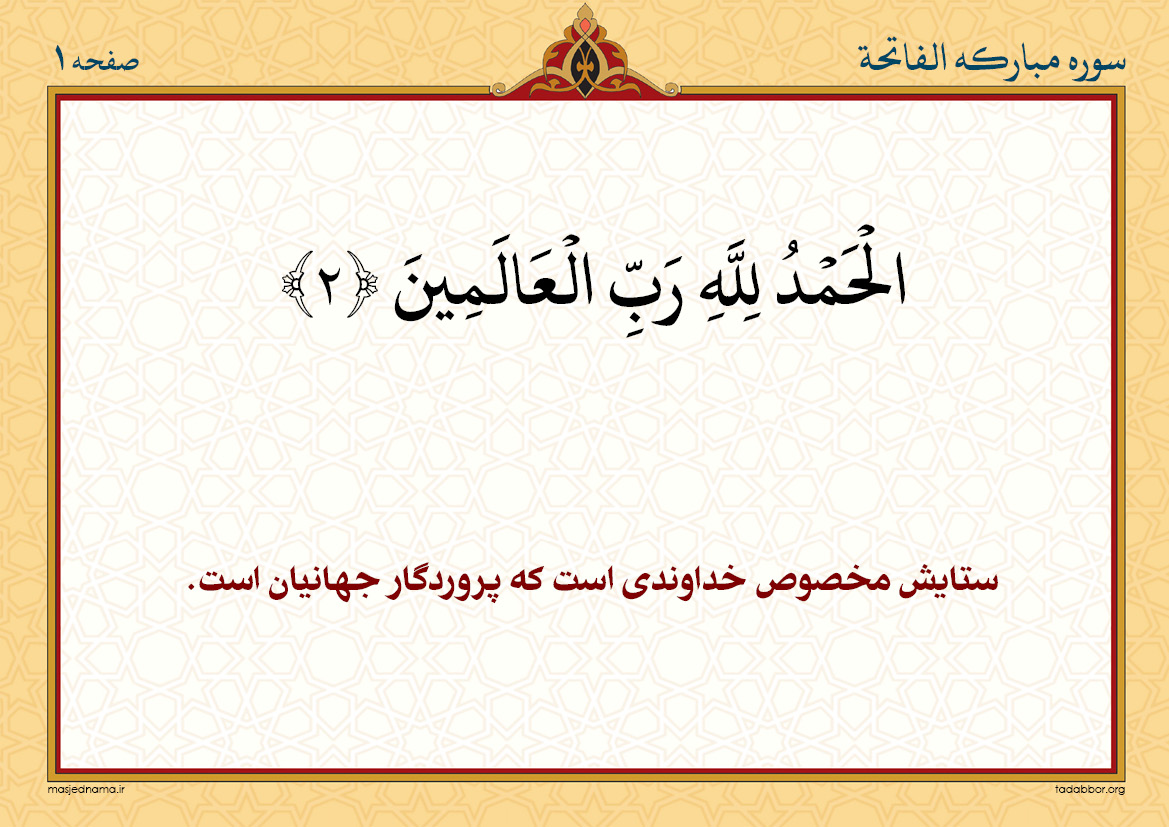 سوره مبارکه الفاتحة
صفحه ۱
الْحَمْدُ لِلَّهِ رَبِّ الْعَالَمِينَ ﴿۲﴾
ستایش مخصوص خداوندی است که پروردگار جهانیان است.
masjednama.ir
tadabbor.org